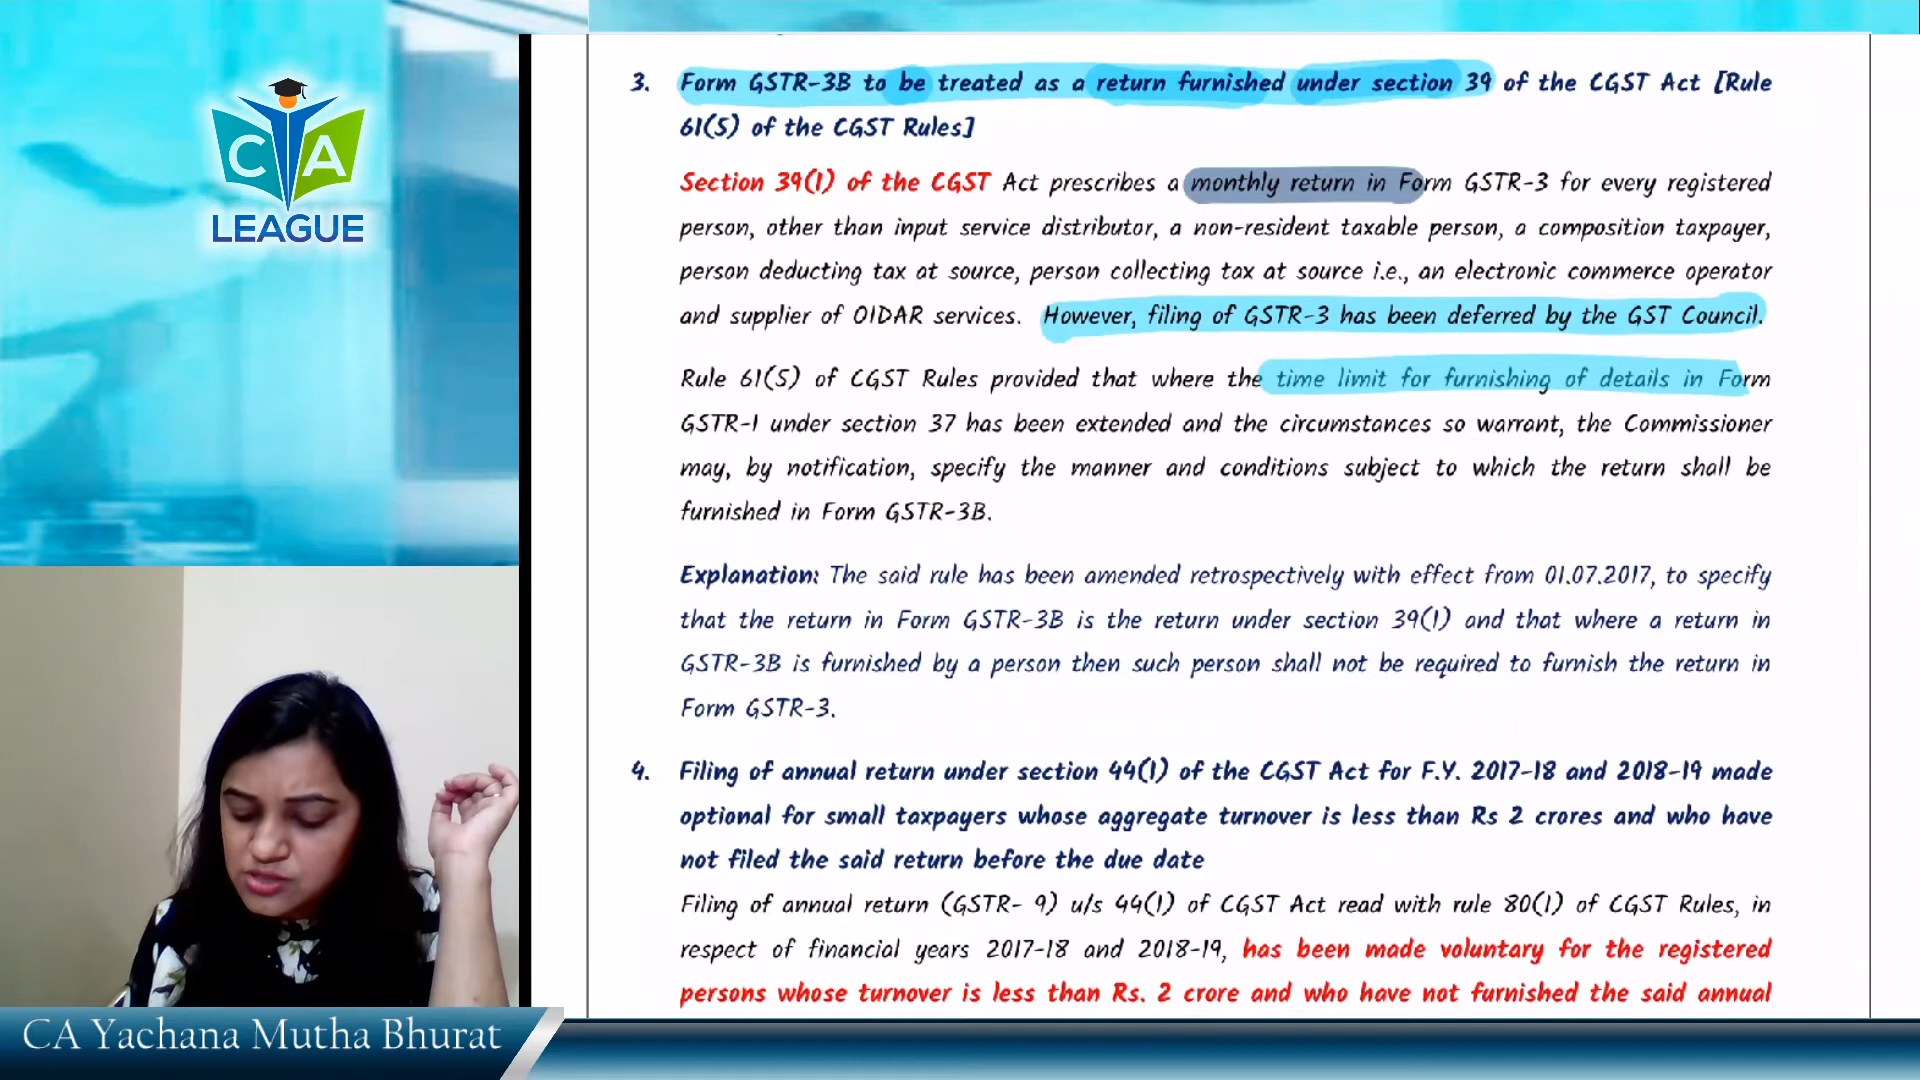 CA
LEAGUE
3. Form GSTR-3B to be treated as a return furnished under section 39 of the CGST Act [Rule
61(5) of the CGST Rules]
Section 39(1) of the CGST Act prescribes a monthly return in Form GSTR-3 for every registered
person, other than input service distributor, a non-resident taxable person, a composition taxpayer,
person deducting tax at source, person collecting tax at source i.e., an electronic commerce operator
and supplier of OIDAR services. However, filing of GSTR-3 has been deferred by the GST Council.
Rule 61(5) of CGST Rules provided that where the time limit for furnishing of details in Form
GSTR-1 under section 37 has been extended and the circumstances so warrant, the Commissioner
may, by notification, specify the manner and conditions subject to which the return shall be
furnished in Form GSTR-3B.
Explanation: The said rule has been amended retrospectively with effect from 01.07.2017, to specify
that the return in Form GSTR-3B is the return under section 39(1) and that where a return in
GSTR-3B is furnished by a person then such person shall not be required to furnish the return in
Form GSTR-3.
4. Filing of annual return under section 44(1) of the CGST Act for F.Y. 2017-18 and 2018-19 made
optional for small taxpayers whose aggregate turnover is less than Rs 2 crores and who have
not filed the said return before the due date
Filing of annual return (GSTR- 9) u/s 44(1) of CGST Act read with rule 80(1) of CGST Rules, in
respect of financial years 2017-18 and 2018-19, has been made voluntary for the registered
persons whose turnover is less than Rs. 2 crore and who have not furnished the said annual
CA Yachana Mutha Bhurat